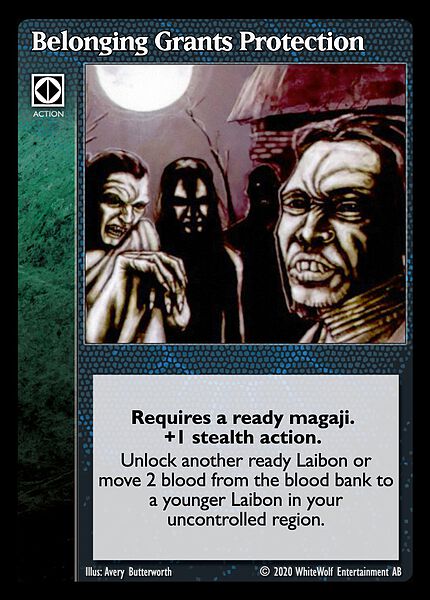 Belonging Grants Protection
ACTION
Requires a ready magaji.
+1 stealth action.
Unlock another ready Laibon or
move 2 blood from the blood bank to
a younger Laibon in your
uncontrolled region.
Illus: Avery Butterworth
© 2020 WhiteWolf Entertainment AB